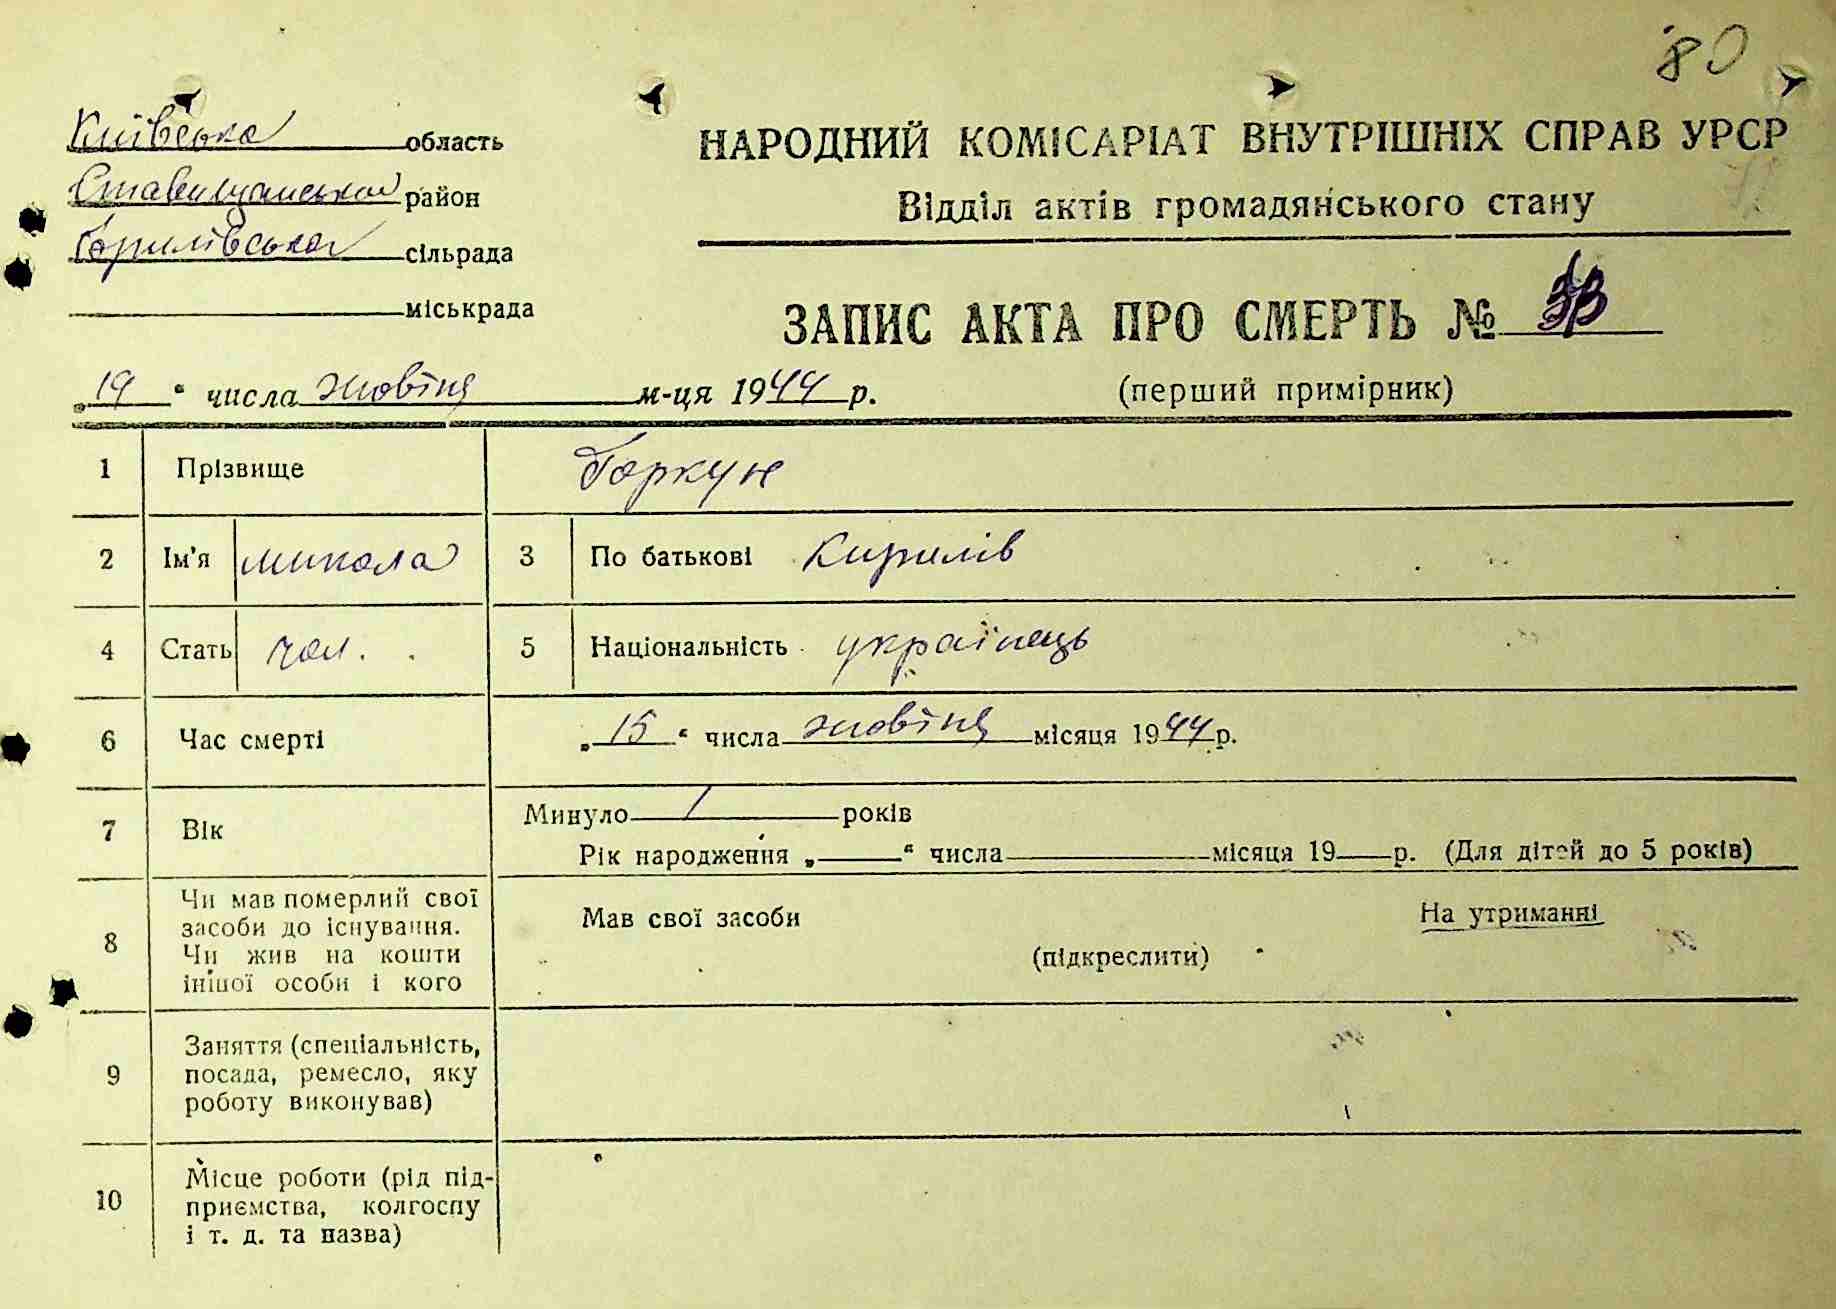 80
Київська область
НАРОДНИЙ КОМІСАРІАТ ВНУТРІШНІХ СПРАВ УРСР
Ставищанська район
Відділ актів громадянського стану
сільрада
міськрада
ЗАПИС АКТА ПРО СМЕРТЬ №
„19“ числа жовтня м-ця 1944 р.
(перший примірник)
1 Прізвище Боркун
2 Ім'я Микола 3 По батькові Кирилів
4 Стать чол. 5 Національність українець
6 Час смерті „15“ числа жовтня місяця 1944 р.
7 Вік Минуло 1 років
Рік народження „ “ числа місяця 19 р. (Для дітей до 5 років)
8 Чи мав померлий свої
засоби до існування.
Чи жив на кошти
іншої особи і кого
Мав свої засоби На утриманні
(підкреслити)
9 Заняття (спеціальність,
посада, ремесло, яку
роботу виконував)
10 Місце роботи (рід під-
приємства, колгоспу
і т. д. та назва)